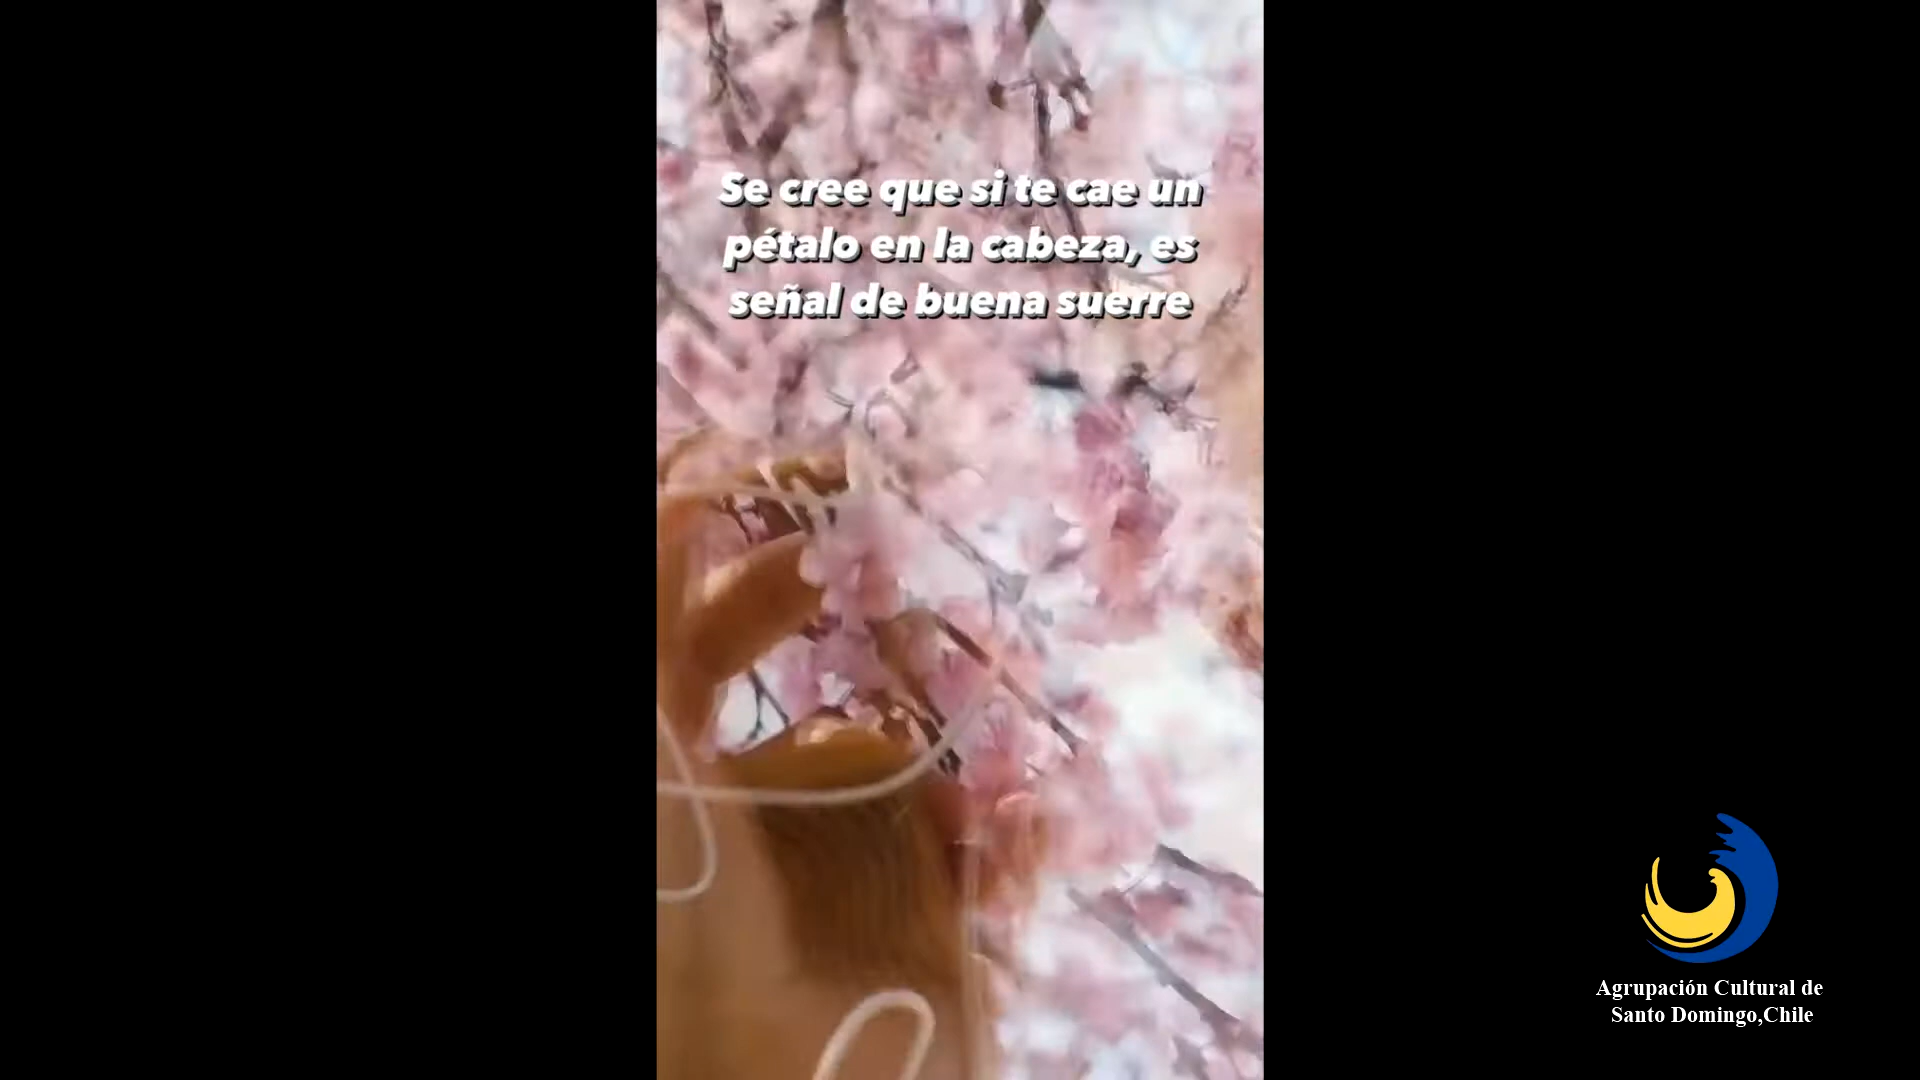 Se cree que si te cae un
pétalo en la cabeza, es
señal de buena suerre
Agrupación Cultural de
Santo Domingo,Chile